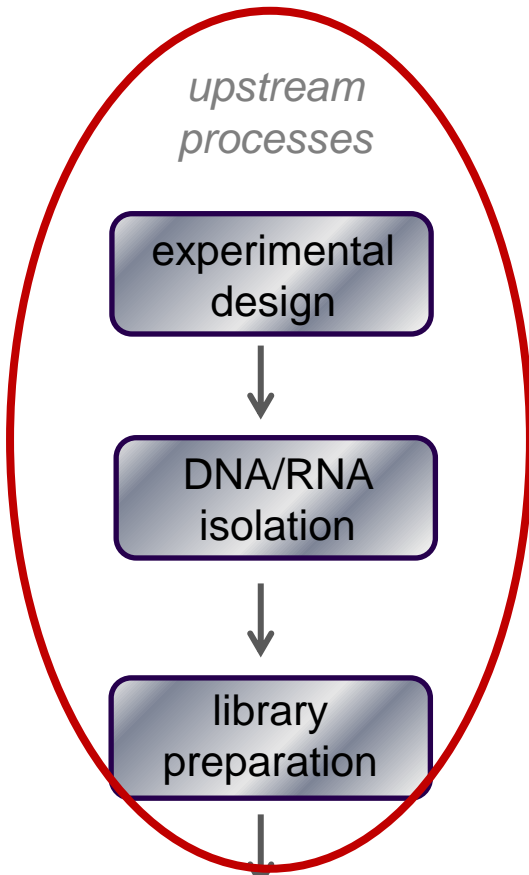 upstream
processes
experimental
design
DNA/RNA
isolation
library
preparation